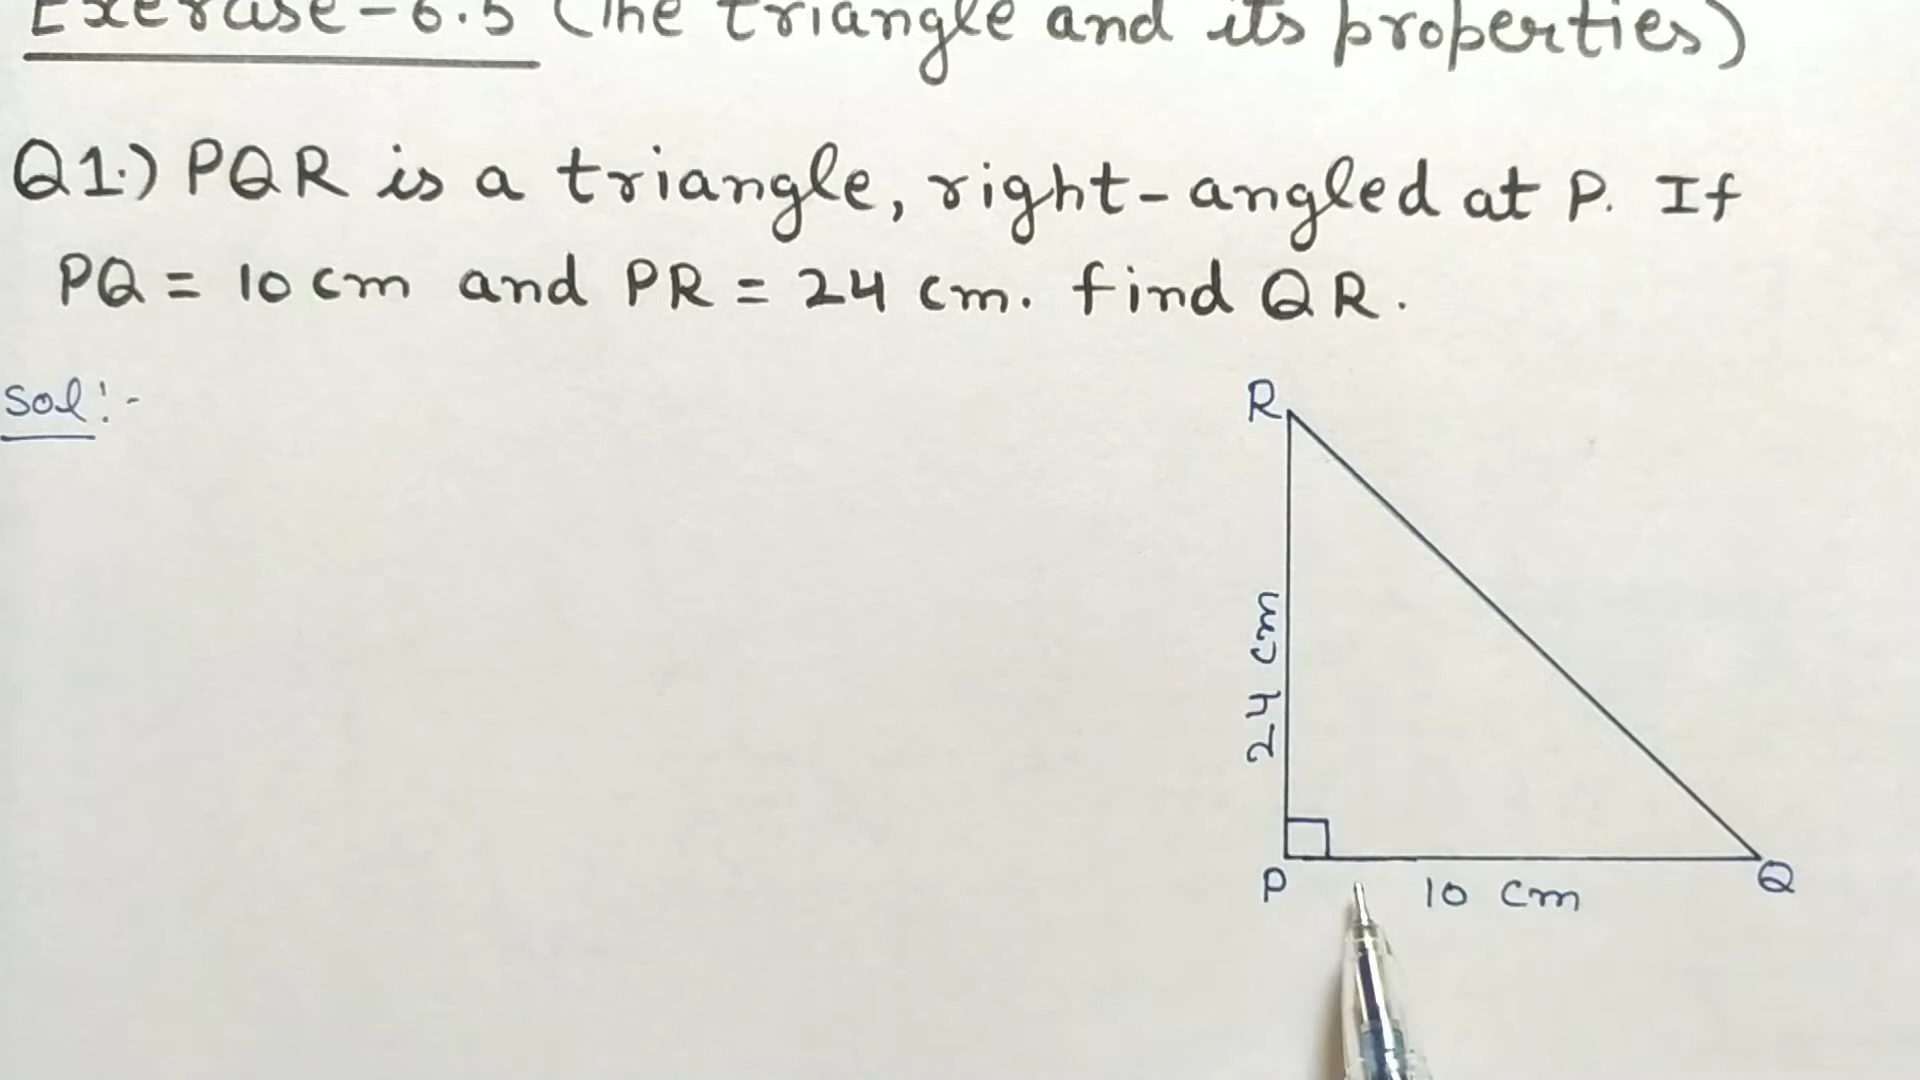 Exercise-6.5 (The triangle and its properties)
Q1.) PQR is a triangle, right-angled at P. If
PQ = 10 cm and PR = 24 cm. find QR.
Sol!:-
R
24 cm
P
10 cm
Q